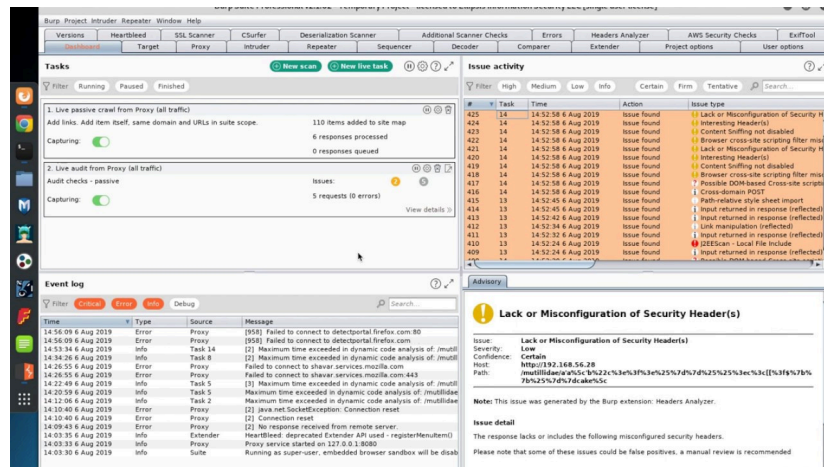 Burp Project Intruder Repeater Window Help
Versions Heartbleed SSL Scanner CSurfer Deserialization Scanner Additional Scanner Checks Errors Headers Analyzer AWS Security Checks ExifTool
Dashboard Target Proxy Intruder Repeater Sequencer Decoder Comparer Extender Project options User options
Tasks
New scan
New live task
Filter Running Paused Finished
1. Live passive crawl from Proxy (all traffic)
Add links. Add item itself, same domain and URLs in suite scope.
110 items added to site map
Capturing:
6 responses processed
0 responses queued
2. Live audit from Proxy (all traffic)
Audit checks - passive
Issues: 2
Capturing:
5 requests (0 errors)
View details
Issue activity
Filter High Medium Low Info Certain Firm Tentative Search...
# Task Time Action Issue type
425 14 14:52:58 6 Aug 2019 Issue found Lack or Misconfiguration of Security H
424 14 14:52:58 6 Aug 2019 Issue found Interesting Header(s)
423 14 14:52:58 6 Aug 2019 Issue found Content Sniffing not disabled
422 14 14:52:58 6 Aug 2019 Issue found Browser cross-site scripting filter misc
421 14 14:52:58 6 Aug 2019 Issue found Lack or Misconfiguration of Security H
420 14 14:52:58 6 Aug 2019 Issue found Interesting Header(s)
419 14 14:52:58 6 Aug 2019 Issue found Content Sniffing not disabled
418 14 14:52:58 6 Aug 2019 Issue found Browser cross-site scripting filter misc
417 14 14:52:58 6 Aug 2019 Issue found Possible DOM-based Cross-site scripti
416 14 14:52:58 6 Aug 2019 Issue found Cross-domain POST
415 13 14:52:45 6 Aug 2019 Issue found Path-relative style sheet import
414 13 14:52:45 6 Aug 2019 Issue found Input returned in response (reflected)
413 13 14:52:42 6 Aug 2019 Issue found Input returned in response (reflected)
412 13 14:52:34 6 Aug 2019 Issue found Link manipulation (reflected)
411 13 14:52:32 6 Aug 2019 Issue found Input returned in response (reflected)
410 13 14:52:24 6 Aug 2019 Issue found J2EEScan - Local File Include
409 13 14:52:24 6 Aug 2019 Issue found Input returned in response (reflected)
Event log
Filter Critical Error Info Debug Search...
Time Type Source Message
14:56:09 6 Aug 2019 Error Proxy [958] Failed to connect to detectportal.firefox.com:80
14:56:09 6 Aug 2019 Error Proxy Failed to connect to detectportal.firefox.com
14:53:34 6 Aug 2019 Info Task 14 [2] Maximum time exceeded in dynamic code analysis of: /mutill
14:34:26 6 Aug 2019 Info Task 8 [2] Maximum time exceeded in dynamic code analysis of: /mutill
14:26:55 6 Aug 2019 Error Proxy Failed to connect to shavar.services.mozilla.com
14:26:55 6 Aug 2019 Error Proxy Failed to connect to shavar.services.mozilla.com:443
14:22:49 6 Aug 2019 Info Task 5 [3] Maximum time exceeded in dynamic code analysis of: /mutill
14:20:59 6 Aug 2019 Info Task 5 Maximum time exceeded in dynamic code analysis of: /mutillidae
14:12:06 6 Aug 2019 Info Task 2 Maximum time exceeded in dynamic code analysis of: /mutillidae
14:10:40 6 Aug 2019 Error Proxy [2] java.net.SocketException: Connection reset
14:10:40 6 Aug 2019 Error Proxy [2] Connection reset
14:09:43 6 Aug 2019 Error Proxy [2] No response received from remote server.
14:03:35 6 Aug 2019 Info Extender HeartBleed: deprecated Extender API used - registerMenuItem()
14:03:33 6 Aug 2019 Info Proxy Proxy service started on 127.0.0.1:8080
14:03:30 6 Aug 2019 Info Suite Running as super-user, embedded browser sandbox will be disab
Advisory
Lack or Misconfiguration of Security Header(s)
Issue: Lack or Misconfiguration of Security Header(s)
Severity: Low
Confidence: Certain
Host: http://192.168.56.28
Path: /mutillidae/a'a%5c'b%22c%3e%3f%3e%25%7d%7d%25%25%3ec%3c[[%3f$%7b%
7b%25%7d%7dcake%5c
Note: This issue was generated by the Burp extension: Headers Analyzer.
Issue detail
The response lacks or includes the following misconfigured security headers.
Please note that some of these issues could be false positives, a manual review is recommended